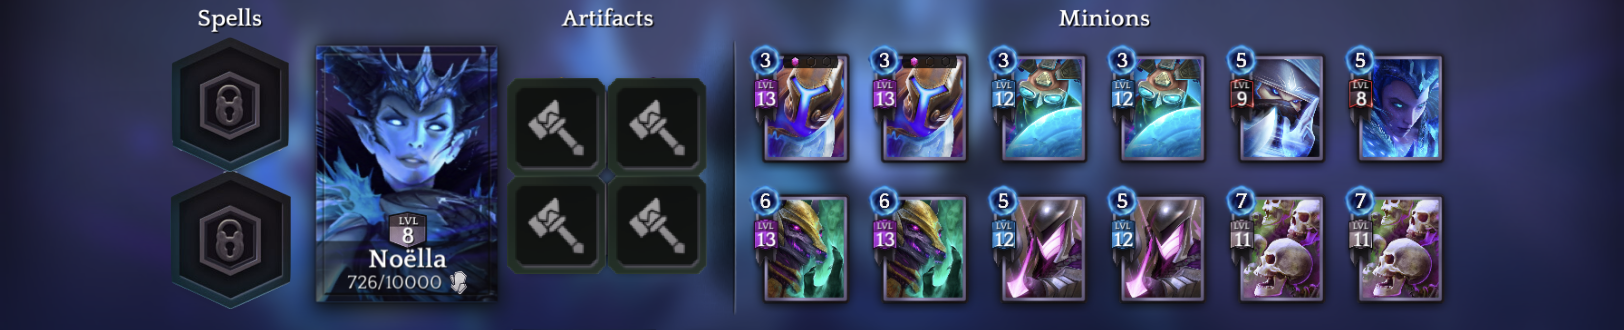 Spells
Artifacts
Minions
3 3 3 3 5 5
LVL LVL LVL LVL LVL LVL
13 13 12 12 9 8
6 6 5 5 7 7
LVL LVL LVL LVL LVL LVL
13 13 12 12 11 11
LVL
8
Noëlla
726/10000